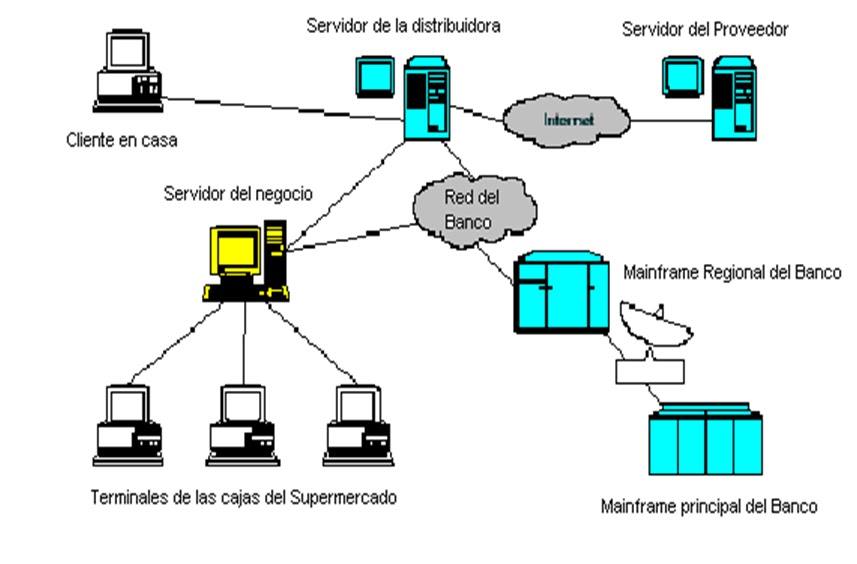 Servidor de la distribuidora
Servidor del Proveedor
Internet
Cliente en casa
Servidor del negocio
Red del
Banco
Mainframe Regional del Banco
Terminales de las cajas del Supermercado
Mainframe principal del Banco